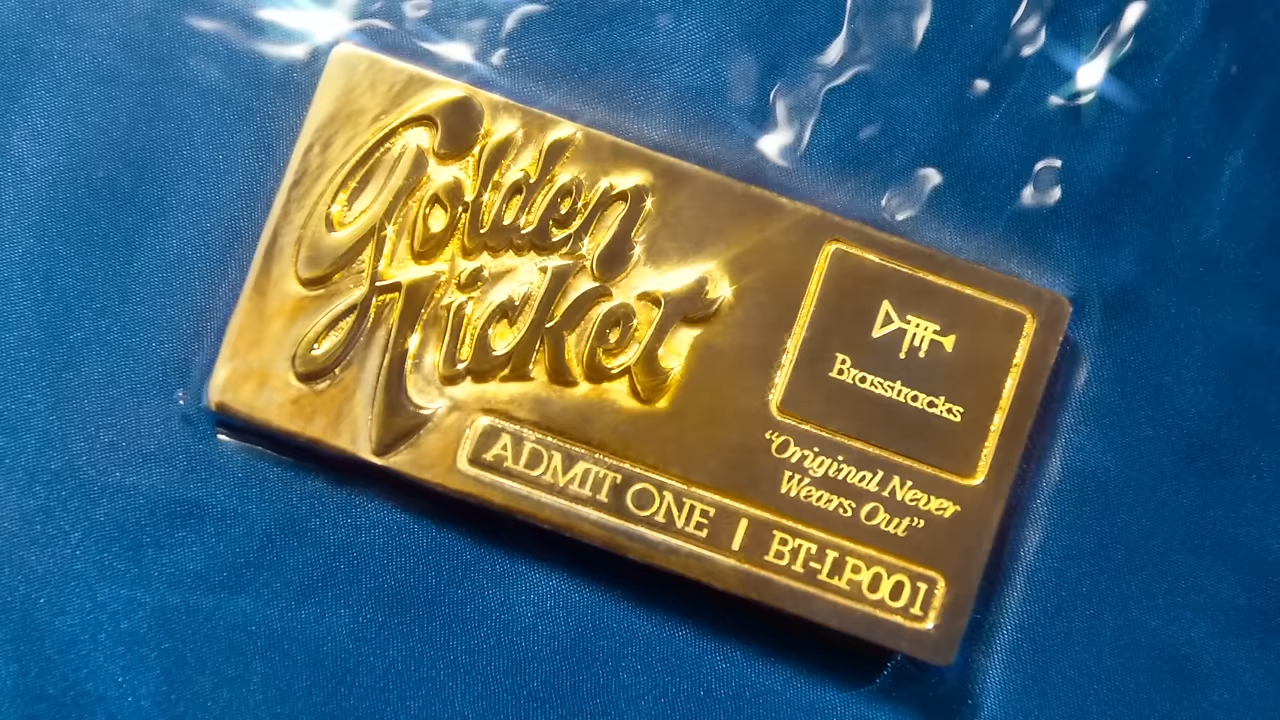 Golden
Ticket
Brasstracks
“Original Never
Wears Out”
ADMIT ONE | BT-LP001